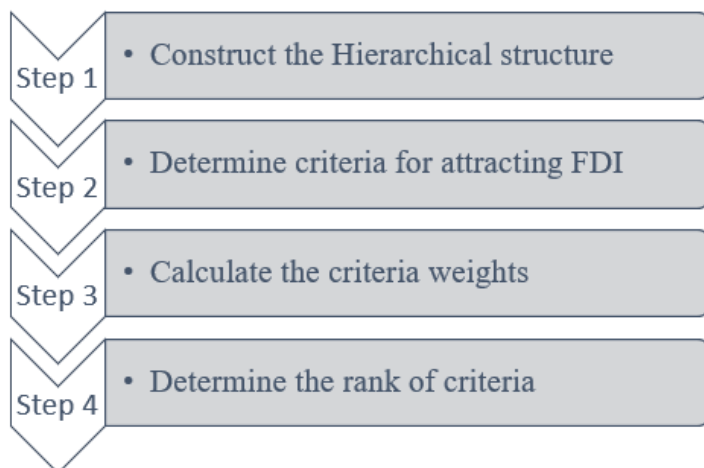 Step 1
• Construct the Hierarchical structure
Step 2
• Determine criteria for attracting FDI
Step 3
• Calculate the criteria weights
Step 4
• Determine the rank of criteria